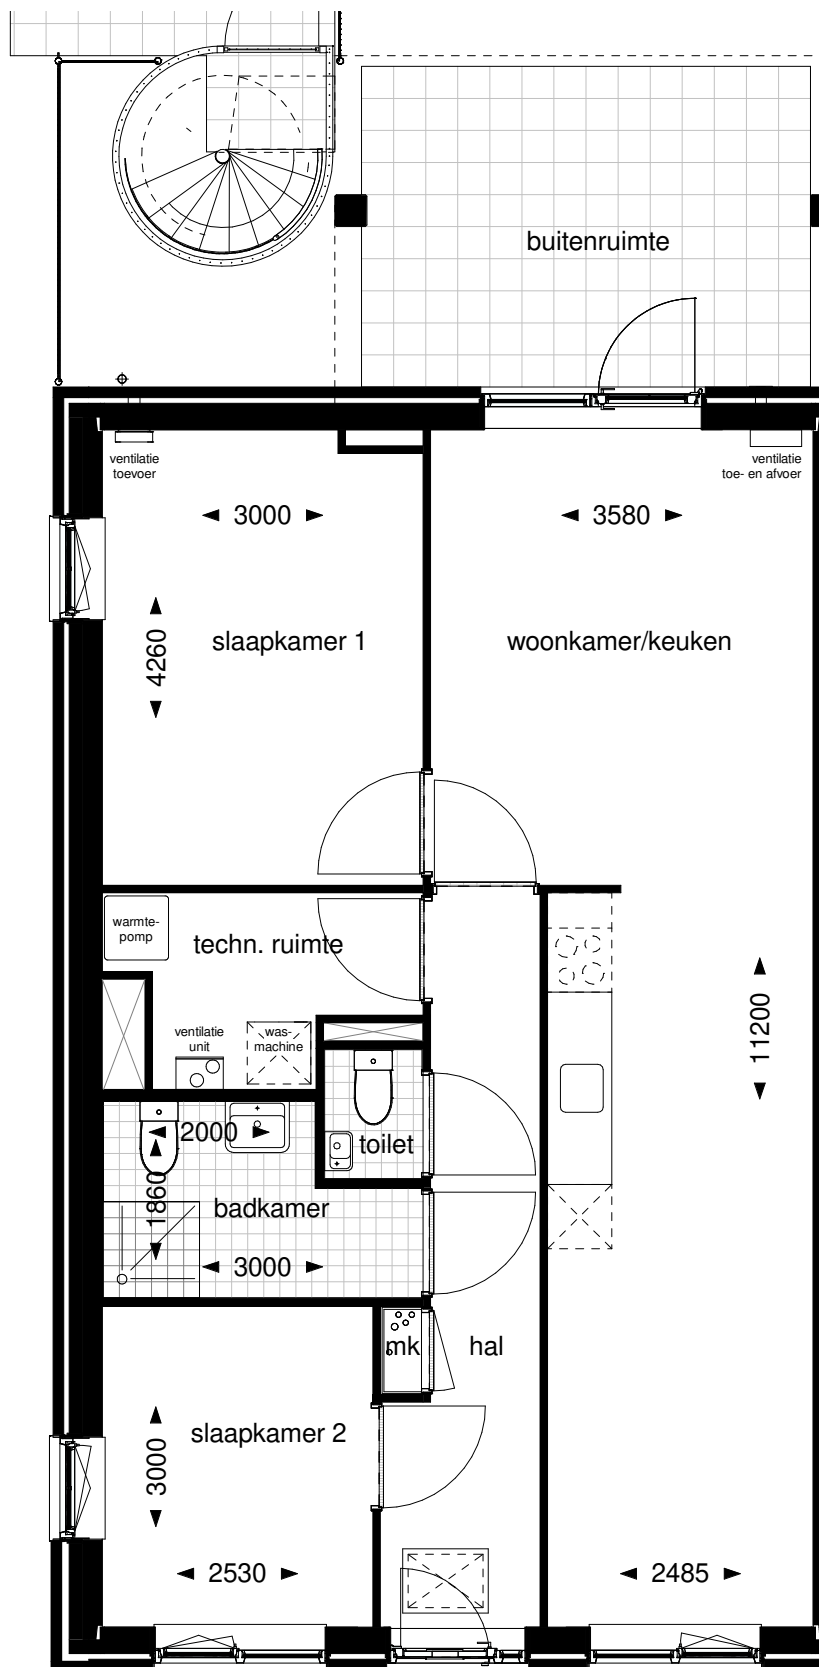 buitenruimte
ventilatie
toevoer
ventilatie
toe- en afvoer
3000
3580
4260
slaapkamer 1
woonkamer/keuken
warmte-
pomp
techn. ruimte
11200
ventilatie
unit
was-
machine
2000
toilet
1860
badkamer
3000
mk
hal
slaapkamer 2
3000
2530
2485